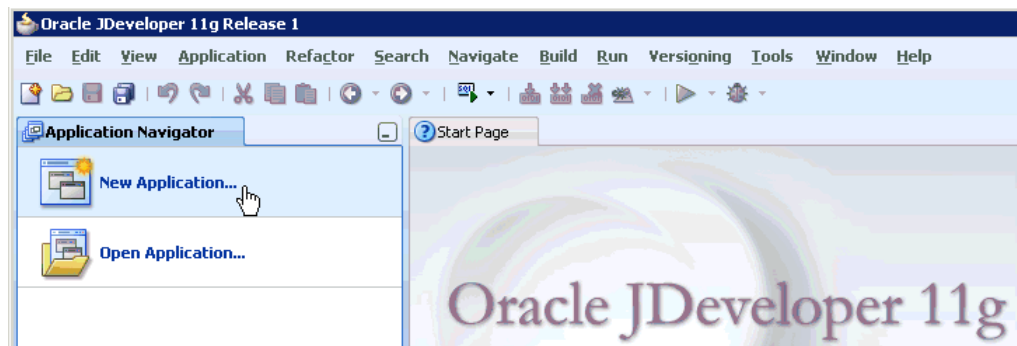 Oracle JDeveloper 11g Release 1
File Edit View Application Refactor Search Navigate Build Run Versioning Tools Window Help
Application Navigator Start Page
New Application...
Open Application...
Oracle JDeveloper 11g